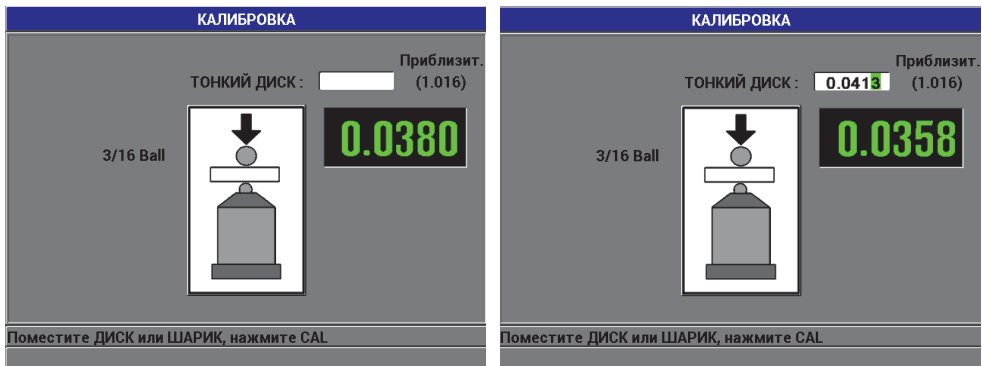 КАЛИБРОВКА
Приблизит.
ТОНКИЙ ДИСК :
(1.016)
3/16 Ball
0.0380
Поместите ДИСК или ШАРИК, нажмите CAL
КАЛИБРОВКА
Приблизит.
ТОНКИЙ ДИСК : 0.0413 (1.016)
3/16 Ball
0.0358
Поместите ДИСК или ШАРИК, нажмите CAL